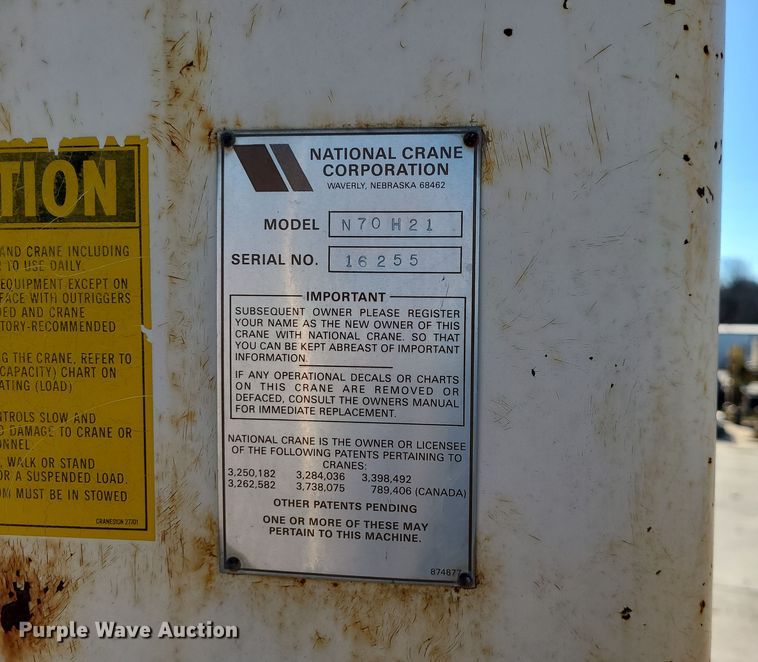 TION
AND CRANE INCLUDING
TO USE DAILY
EQUIPMENT EXCEPT ON
FACE WITH OUTRIGGERS
DED AND CRANE
TORY-RECOMMENDED
G THE CRANE, REFER TO
CAPACITY) CHART ON
ATING (LOAD)
NTROLS SLOW AND
DAMAGE TO CRANE OR
ONNEL
, WALK OR STAND
OR A SUSPENDED LOAD.
OM MUST BE IN STOWED
CRANESIGN 27/01
NATIONAL CRANE
CORPORATION
WAVERLY, NEBRASKA 68462
MODEL N70H21
SERIAL NO. 16255
IMPORTANT
SUBSEQUENT OWNER PLEASE REGISTER
YOUR NAME AS THE NEW OWNER OF THIS
CRANE WITH NATIONAL CRANE. SO THAT
YOU CAN BE KEPT ABREAST OF IMPORTANT
INFORMATION.
IF ANY OPERATIONAL DECALS OR CHARTS
ON THIS CRANE ARE REMOVED OR
DEFACED, CONSULT THE OWNERS MANUAL
FOR IMMEDIATE REPLACEMENT.
NATIONAL CRANE IS THE OWNER OR LICENSEE
OF THE FOLLOWING PATENTS PERTAINING TO
CRANES:
3,250,182 3,284,036 3,398,492
3,262,582 3,738,075 789,406 (CANADA)
OTHER PATENTS PENDING
ONE OR MORE OF THESE MAY
PERTAIN TO THIS MACHINE.
874877
Purple Wave Auction